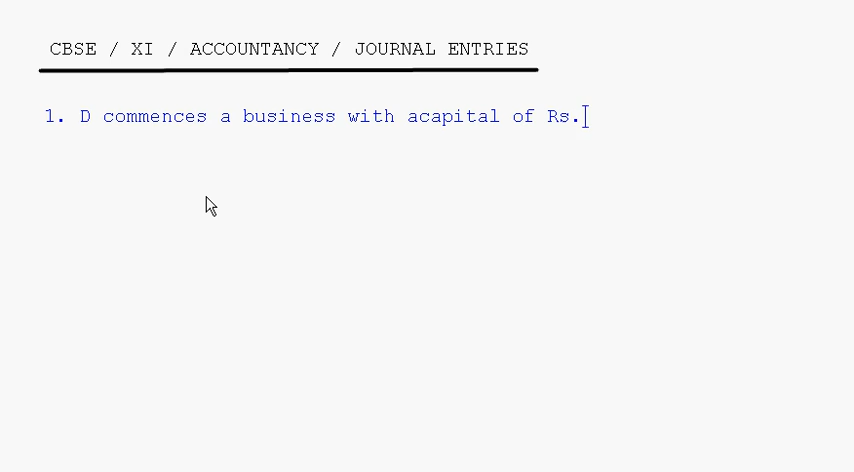 CBSE / XI / ACCOUNTANCY / JOURNAL ENTRIES
1. D commences a business with acapital of Rs.